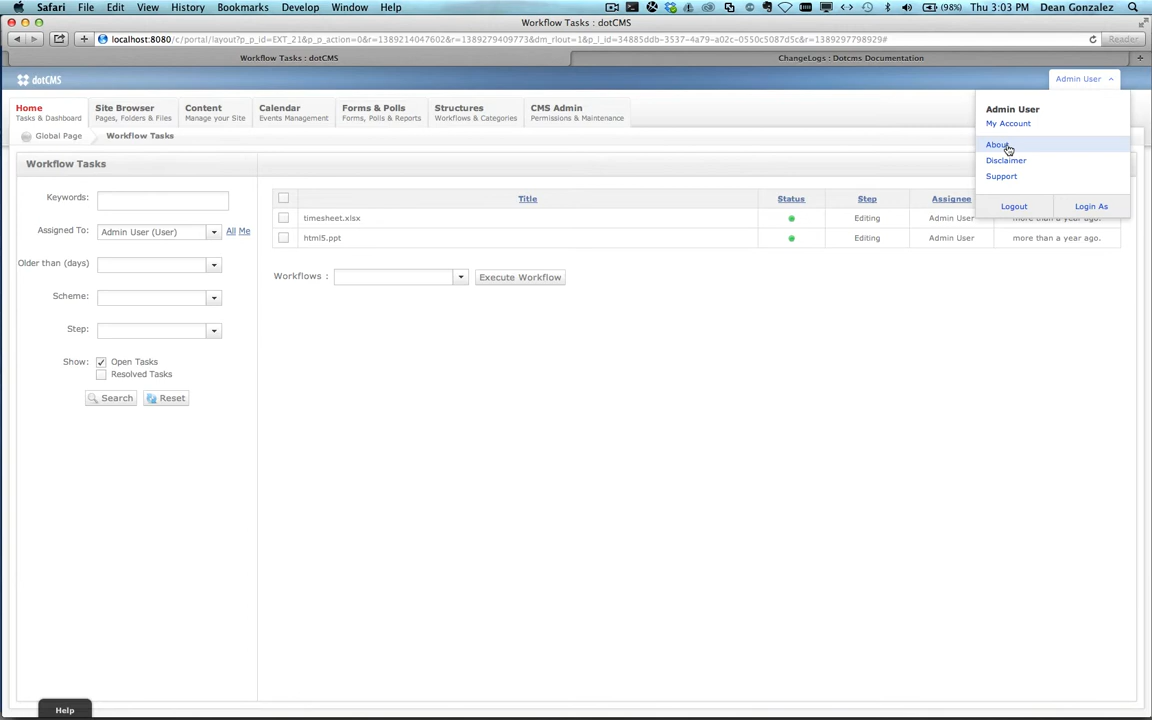 Safari File Edit View History Bookmarks Develop Window Help (98%) Thu 3:03 PM Dean Gonzalez
Workflow Tasks : dotCMS
localhost:8080/c/portal/layout?p_p_id=EXT_21&p_p_action=0&r=1389214047602&r=1389279409773&dm_rlout=1&p_l_id=34885ddb-3537-4a79-a02c-0550c5087d5c&r=1389297798929# Reader
Workflow Tasks : dotCMS ChangeLogs : Dotcms Documentation
dotCMS Admin User
Home Site Browser Content Calendar Forms & Polls Structures CMS Admin
Tasks & Dashboard Pages, Folders & Files Manage your Site Events Management Forms, Polls & Reports Workflows & Categories Permissions & Maintenance
Admin User
My Account
About
Disclaimer
Support
Logout Login As
Global Page Workflow Tasks
Workflow Tasks
Keywords:
Assigned To: Admin User (User) All Me
Older than (days)
Scheme:
Step:
Show: Open Tasks
Resolved Tasks
Search Reset
Title Status Step Assignee
timesheet.xlsx Editing Admin User more than a year ago.
html5.ppt Editing Admin User more than a year ago.
Workflows : Execute Workflow
Help